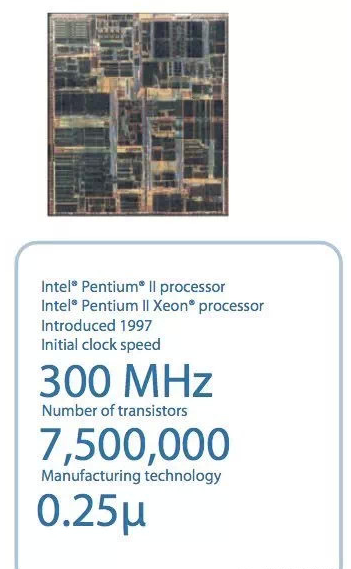 Intel® Pentium® II processor
Intel® Pentium II Xeon® processor
Introduced 1997
Initial clock speed
300 MHz
Number of transistors
7,500,000
Manufacturing technology
0.25µ